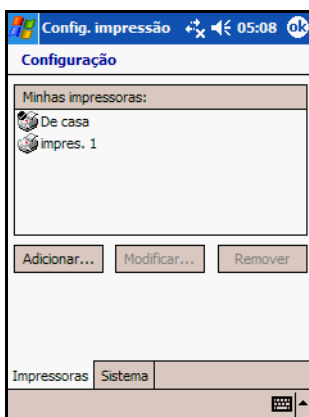 Config. impressão 05:08 ok
Configuração
Minhas impressoras:
De casa
impres. 1
Adicionar... Modificar... Remover
Impressoras Sistema